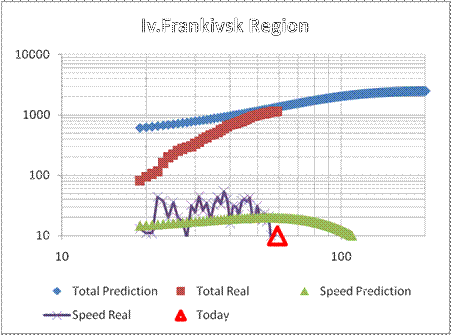 Iv.Frankivsk Region
10000
1000
100
10
10 100
Total Prediction Total Real Speed Prediction
Speed Real Today